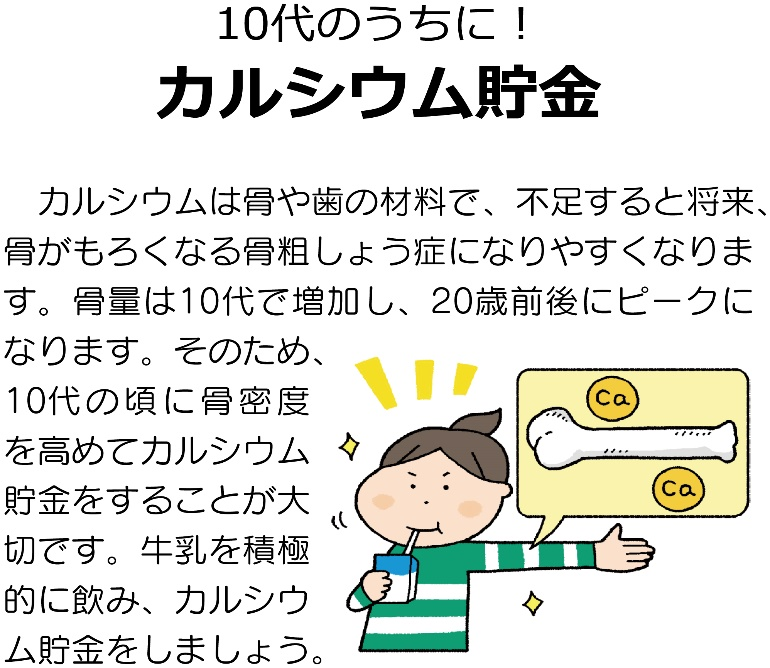 10代のうちに！
カルシウム貯金
カルシウムは骨や歯の材料で、不足すると将来、
骨がもろくなる骨粗しょう症になりやすくなりま
す。骨量は10代で増加し、20歳前後にピークに
なります。そのため、
10代の頃に骨密度
を高めてカルシウム
貯金をすることが大
切です。牛乳を積極
的に飲み、カルシウ
ム貯金をしましょう。
Ca
Ca